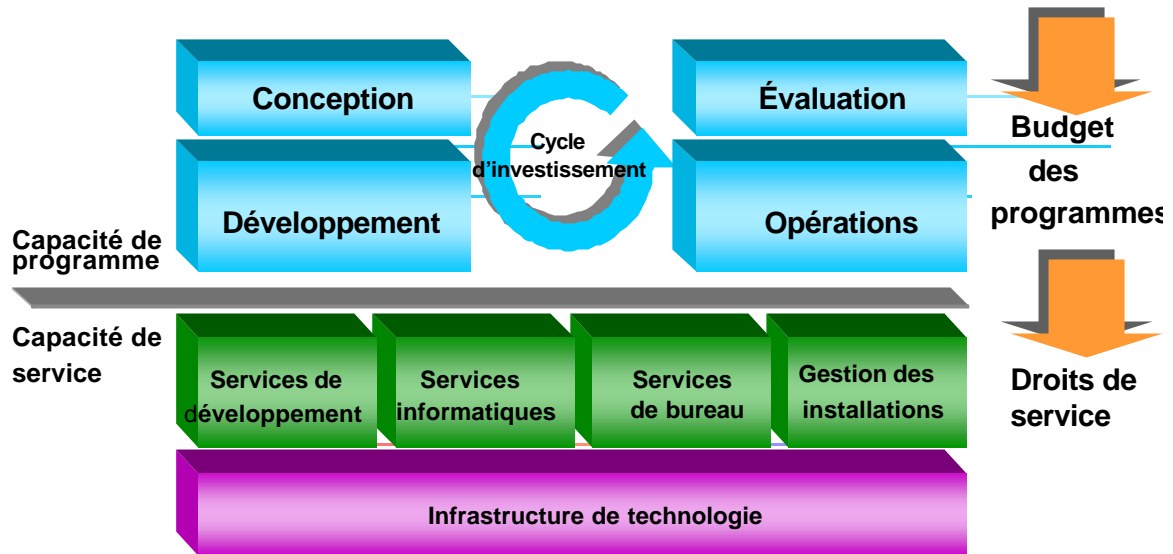 Conception
Évaluation
Cycle
d'investissement
Développement
Opérations
Budget
des
programmes
Capacité de
programme
Capacité de
service
Services de
développement
Services
informatiques
Services
de bureau
Gestion des
installations
Droits de
service
Infrastructure de technologie